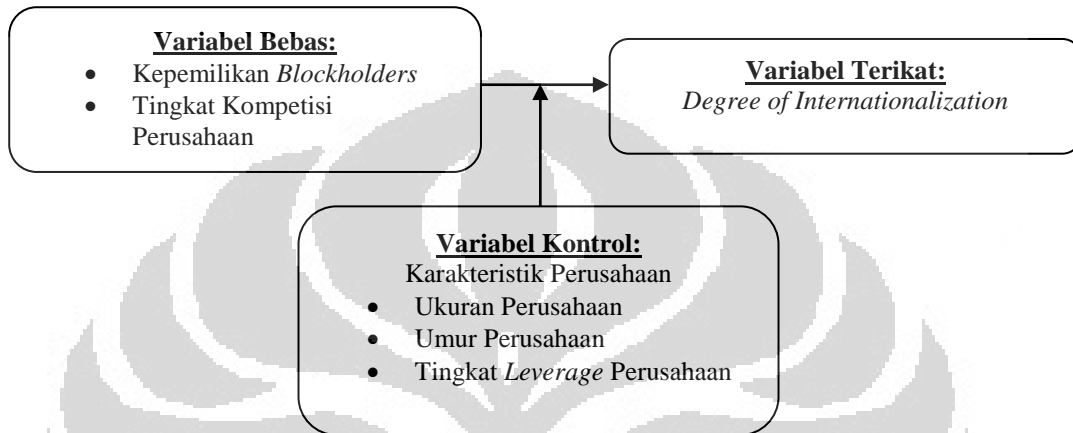 Variabel Bebas:
• Kepemilikan Blockholders
• Tingkat Kompetisi
Perusahaan
Variabel Terikat:
Degree of Internationalization
Variabel Kontrol:
Karakteristik Perusahaan
• Ukuran Perusahaan
• Umur Perusahaan
• Tingkat Leverage Perusahaan